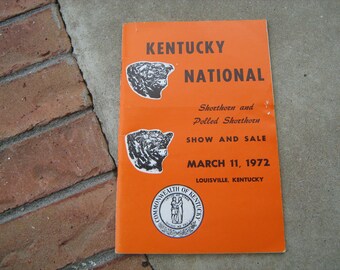 KENTUCKY
NATIONAL
Shorthorn and
Polled Shorthorn
SHOW AND SALE
MARCH 11, 1972
LOUISVILLE, KENTUCKY
COMMONWEALTH OF KENTUCKY